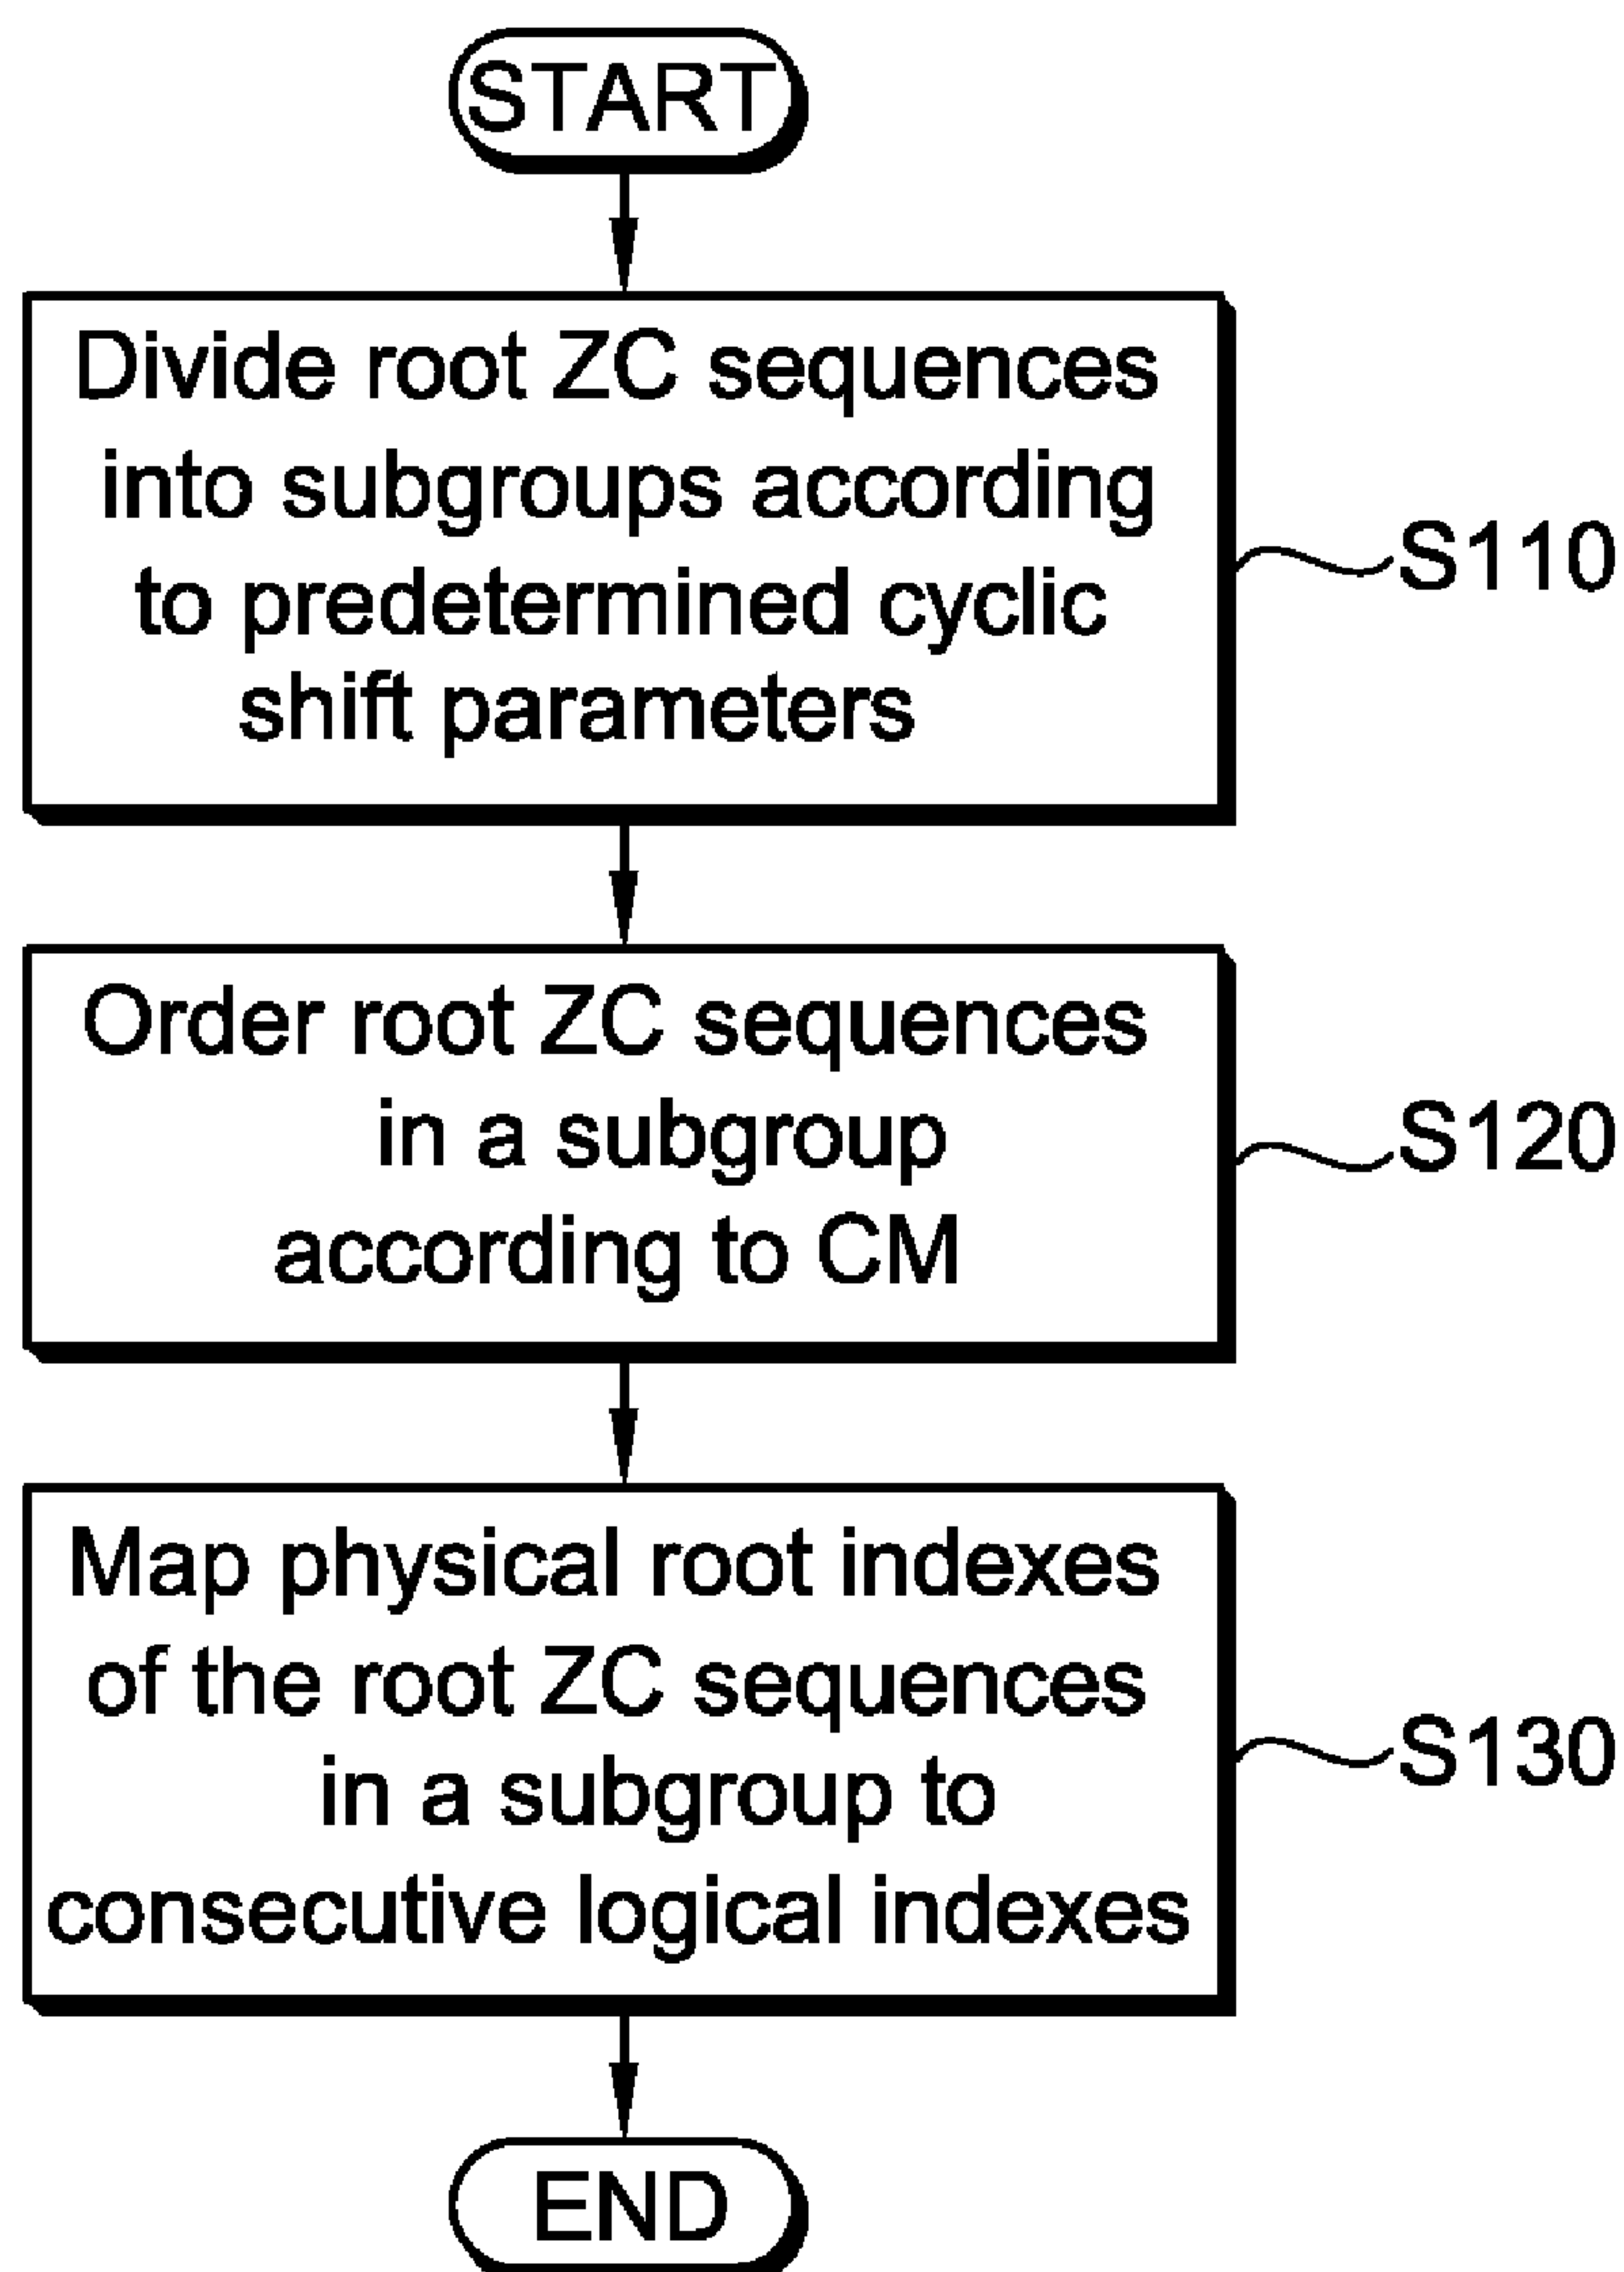 START
Divide root ZC sequences
into subgroups according
to predetermined cyclic
shift parameters
S110
Order root ZC sequences
in a subgroup
according to CM
S120
Map physical root indexes
of the root ZC sequences
in a subgroup to
consecutive logical indexes
S130
END